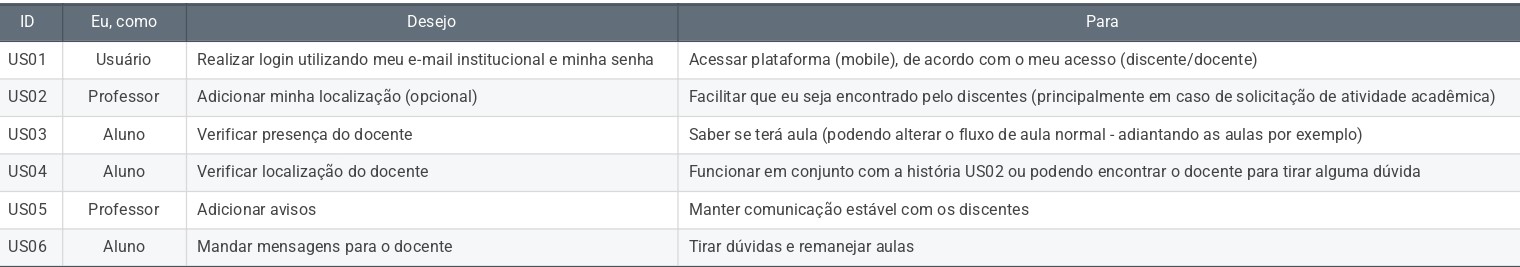 ID Eu, como Desejo Para
US01 Usuário Realizar login utilizando meu e-mail institucional e minha senha Acessar plataforma (mobile), de acordo com o meu acesso (discente/docente)
US02 Professor Adicionar minha localização (opcional) Facilitar que eu seja encontrado pelo discentes (principalmente em caso de solicitação de atividade acadêmica)
US03 Aluno Verificar presença do docente Saber se terá aula (podendo alterar o fluxo de aula normal - adiantando as aulas por exemplo)
US04 Aluno Verificar localização do docente Funcionar em conjunto com a história US02 ou podendo encontrar o docente para tirar alguma dúvida
US05 Professor Adicionar avisos Manter comunicação estável com os discentes
US06 Aluno Mandar mensagens para o docente Tirar dúvidas e remanejar aulas